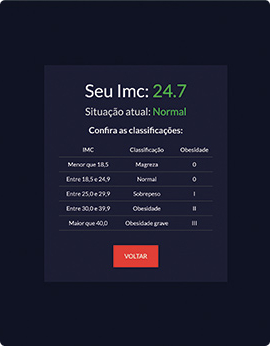 Seu Imc: 24.7
Situação atual: Normal
Confira as classificações:
IMC Classificação Obesidade
Menor que 18,5 Magreza 0
Entre 18,5 e 24,9 Normal 0
Entre 25,0 e 29,9 Sobrepeso I
Entre 30,0 e 39,9 Obesidade II
Maior que 40,0 Obesidade grave III
VOLTAR